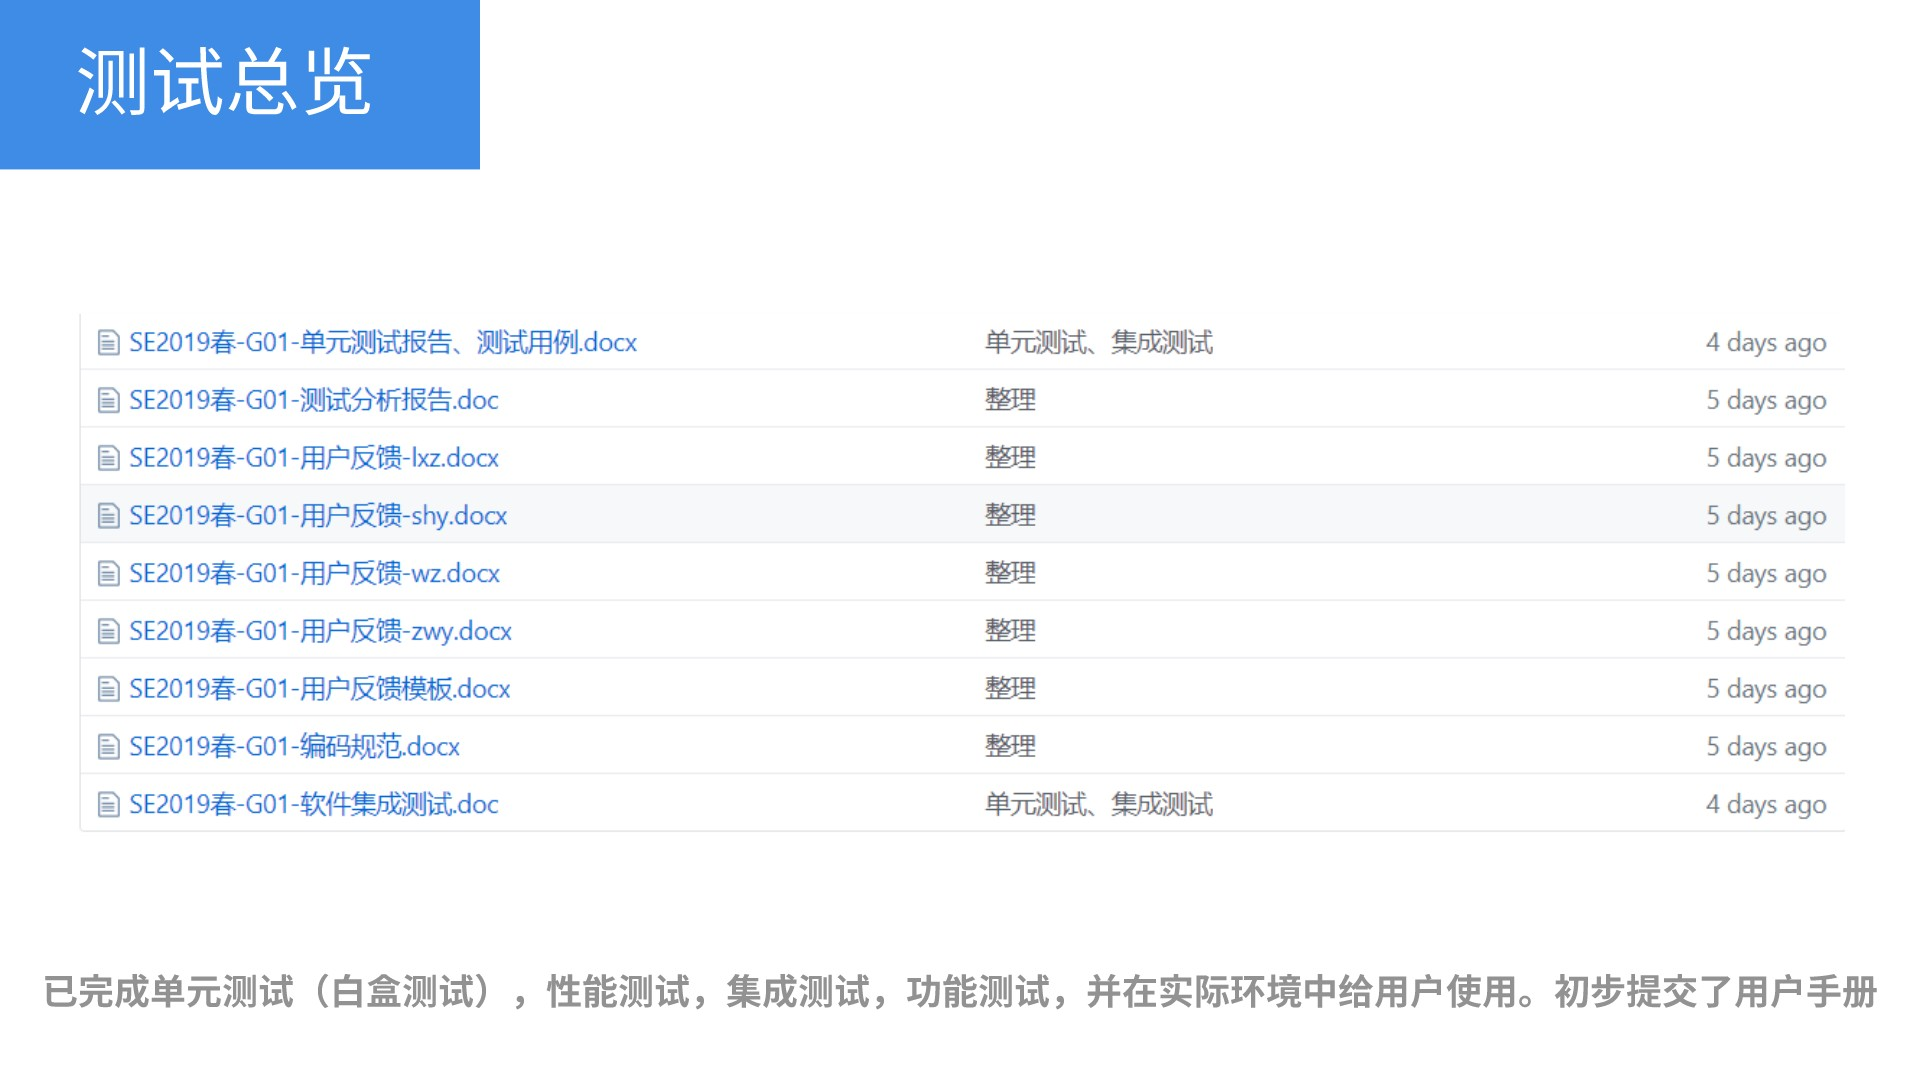 测试总览
SE2019春-G01-单元测试报告、测试用例.docx 单元测试、集成测试 4 days ago
SE2019春-G01-测试分析报告.doc 整理 5 days ago
SE2019春-G01-用户反馈-lxz.docx 整理 5 days ago
SE2019春-G01-用户反馈-shy.docx 整理 5 days ago
SE2019春-G01-用户反馈-wz.docx 整理 5 days ago
SE2019春-G01-用户反馈-zwy.docx 整理 5 days ago
SE2019春-G01-用户反馈模板.docx 整理 5 days ago
SE2019春-G01-编码规范.docx 整理 5 days ago
SE2019春-G01-软件集成测试.doc 单元测试、集成测试 4 days ago
已完成单元测试（白盒测试），性能测试，集成测试，功能测试，并在实际环境中给用户使用。初步提交了用户手册